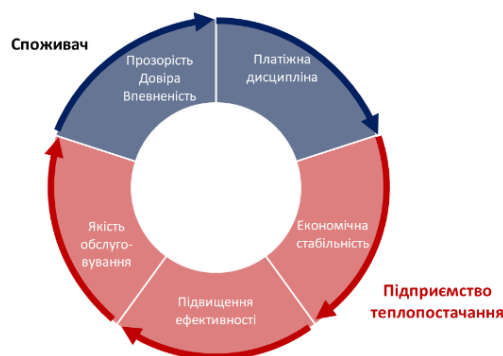 Споживач
Прозорість
Довіра
Впевненість
Платіжна
дисципліна
Економічна
стабільність
Підвищення
ефективності
Якість
обслуго-
вування
Підприємство
теплопостачання